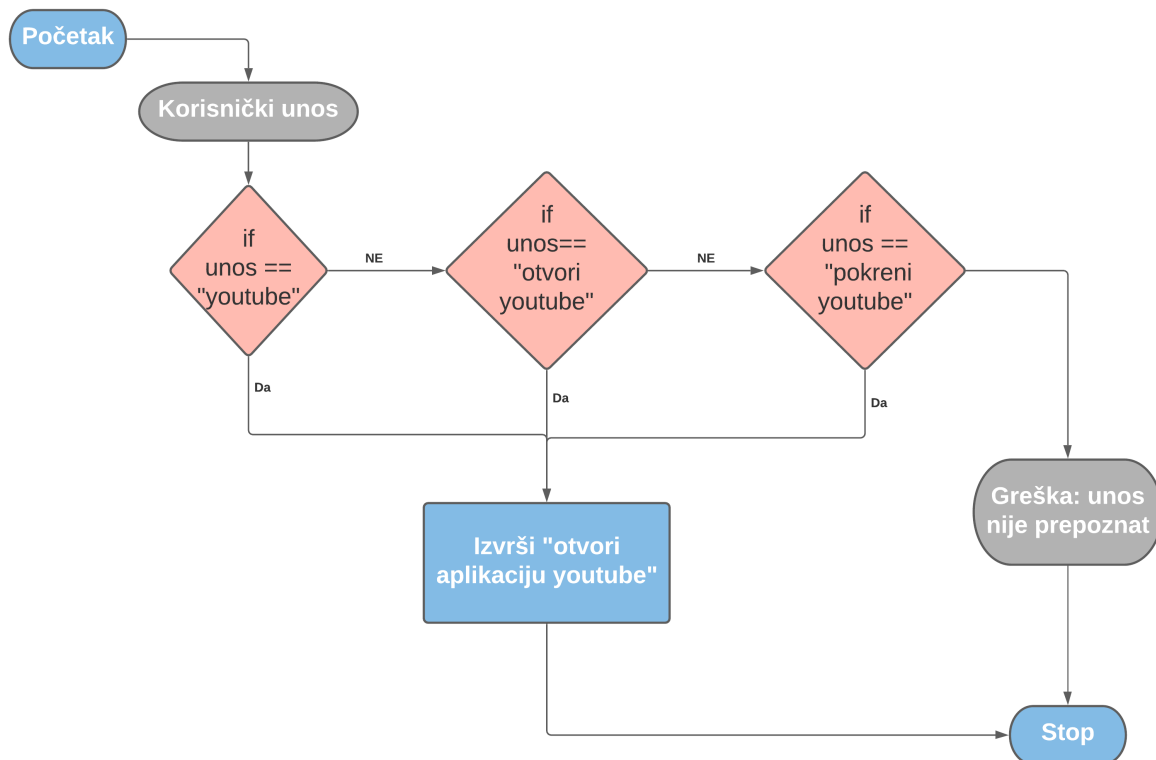 Početak
Korisnički unos
if
unos ==
"youtube"
NE
if
unos==
"otvori
youtube"
NE
if
unos ==
"pokreni
youtube"
Da
Da
Da
Izvrši "otvori
aplikaciju youtube"
Greška: unos
nije prepoznat
Stop